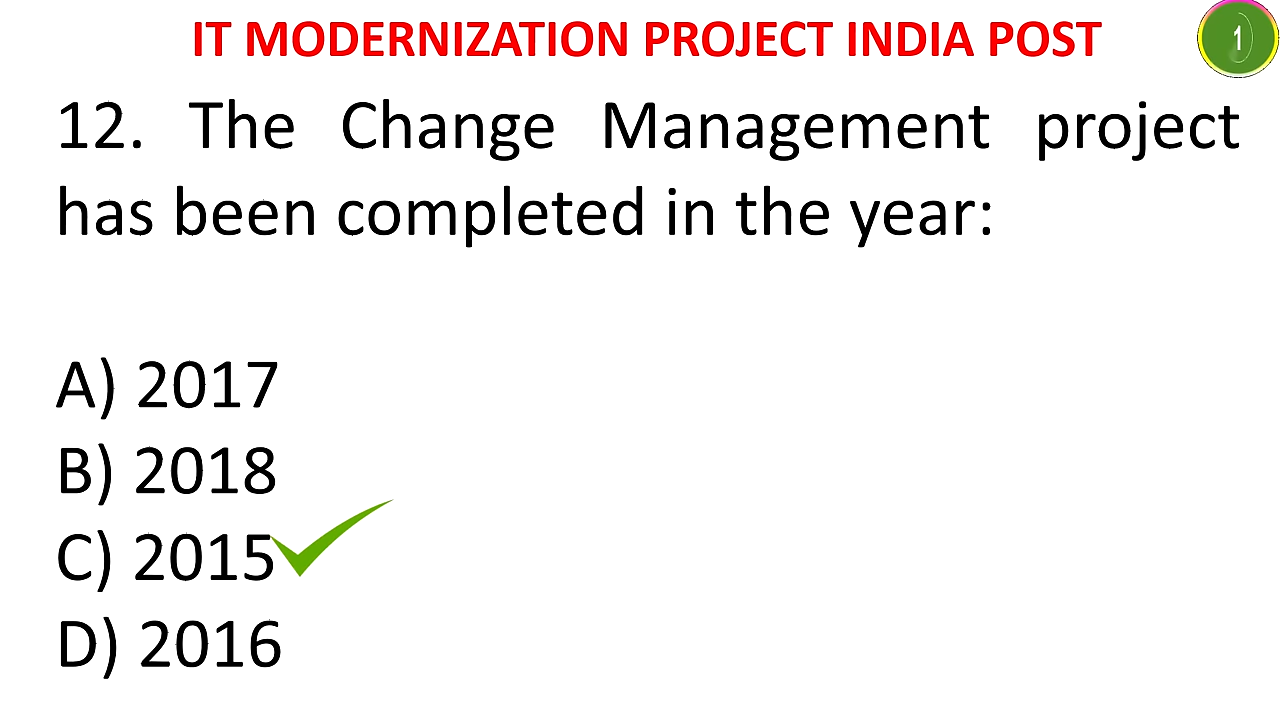 IT MODERNIZATION PROJECT INDIA POST
1
12. The Change Management project
has been completed in the year:
A) 2017
B) 2018
C) 2015
D) 2016